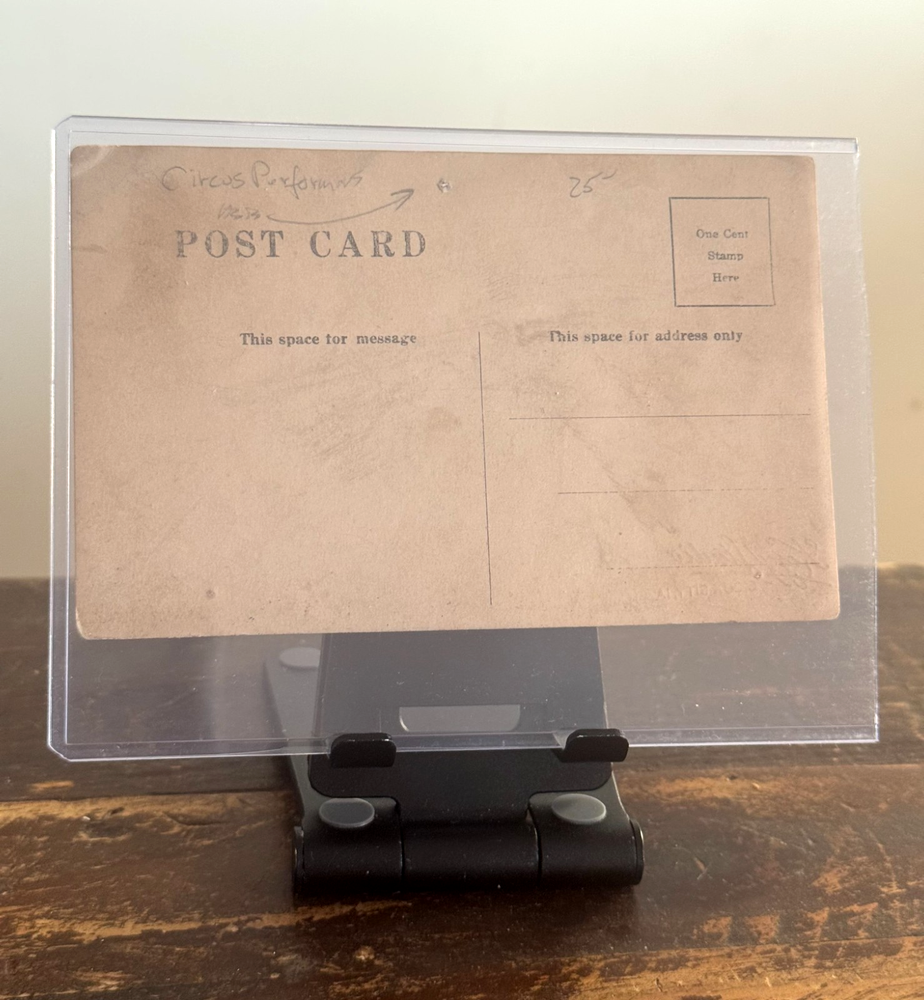 Circus Performers
25
POST CARD
One Cent
Stamp
Here
This space for message
This space for address only